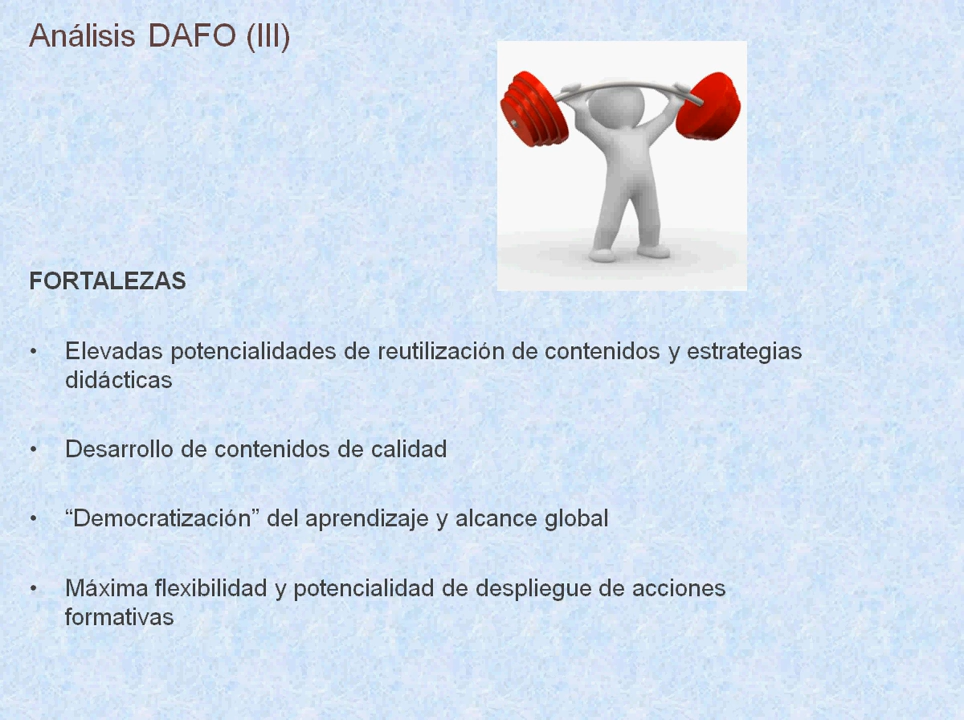 Análisis DAFO (III)
FORTALEZAS
• Elevadas potencialidades de reutilización de contenidos y estrategias
didácticas
• Desarrollo de contenidos de calidad
• “Democratización” del aprendizaje y alcance global
• Máxima flexibilidad y potencialidad de despliegue de acciones
formativas